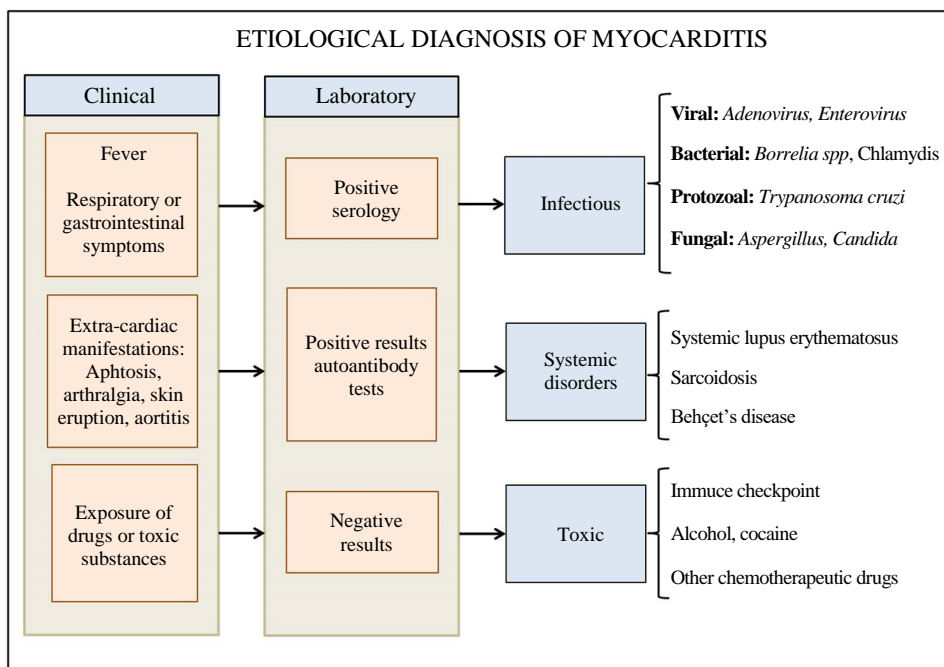 ETIOLOGICAL DIAGNOSIS OF MYOCARDITIS
Clinical
Laboratory
Fever
Respiratory or
gastrointestinal
symptoms
Positive
serology
Infectious
Viral: Adenovirus, Enterovirus
Bacterial: Borrelia spp, Chlamydis
Protozoal: Trypanosoma cruzi
Fungal: Aspergillus, Candida
Extra-cardiac
manifestations:
Aphtosis,
arthralgia, skin
eruption, aortitis
Positive results
autoantibody
tests
Systemic
disorders
Systemic lupus erythematosus
Sarcoidosis
Behçet’s disease
Exposure of
drugs or toxic
substances
Negative
results
Toxic
Immuce checkpoint
Alcohol, cocaine
Other chemotherapeutic drugs